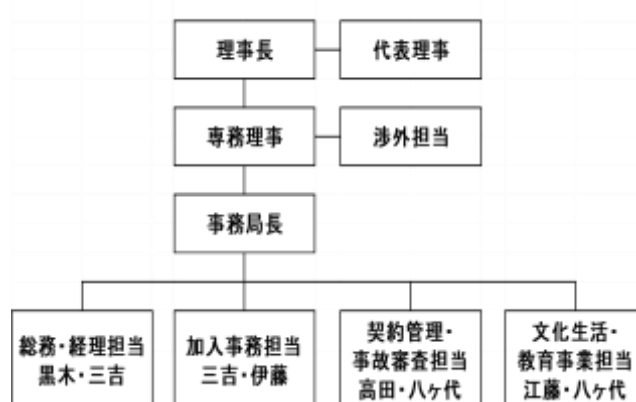 理事長
代表理事
専務理事
渉外担当
事務局長
総務・経理担当
黒木・三吉
加入事務担当
三吉・伊藤
契約管理・
事故審査担当
高田・八ヶ代
文化生活・
教育事業担当
江藤・八ヶ代